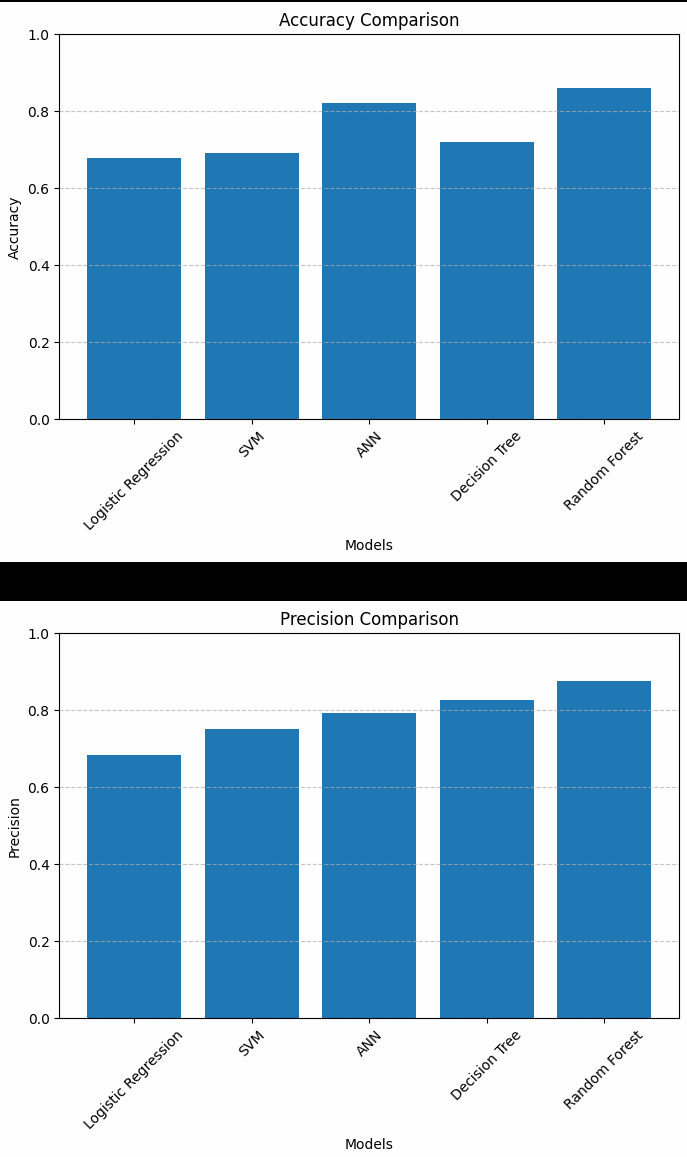 Accuracy Comparison
1.0
0.8
0.6
0.4
0.2
0.0
Accuracy
Logistic Regression
SVM
ANN
Decision Tree
Random Forest
Models
Precision Comparison
1.0
0.8
0.6
0.4
0.2
0.0
Precision
Logistic Regression
SVM
ANN
Decision Tree
Random Forest
Models